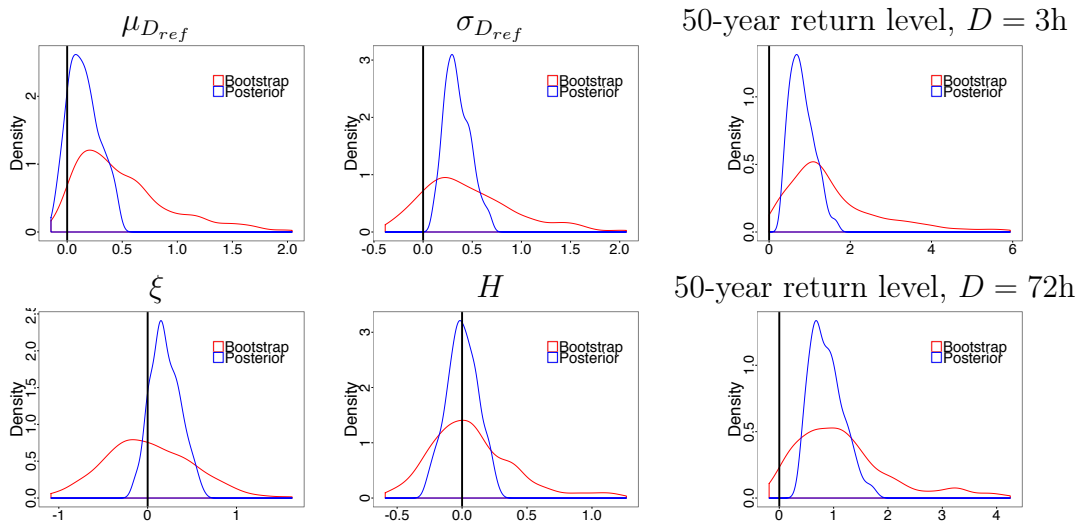 μ_{D_{ref}}
Density
0 1 2
0.0 0.5 1.0 1.5 2.0
Bootstrap
Posterior
σ_{D_{ref}}
Density
0 1 2 3
-0.5 0.0 0.5 1.0 1.5 2.0
Bootstrap
Posterior
50-year return level, D = 3h
Density
0.0 0.5 1.0
0 2 4 6
Bootstrap
Posterior
ξ
Density
0.0 0.5 1.0 1.5 2.0 2.5
-1 0 1
Bootstrap
Posterior
H
Density
0 1 2 3
-0.5 0.0 0.5 1.0
Bootstrap
Posterior
50-year return level, D = 72h
Density
0.0 0.5 1.0
0 1 2 3 4
Bootstrap
Posterior